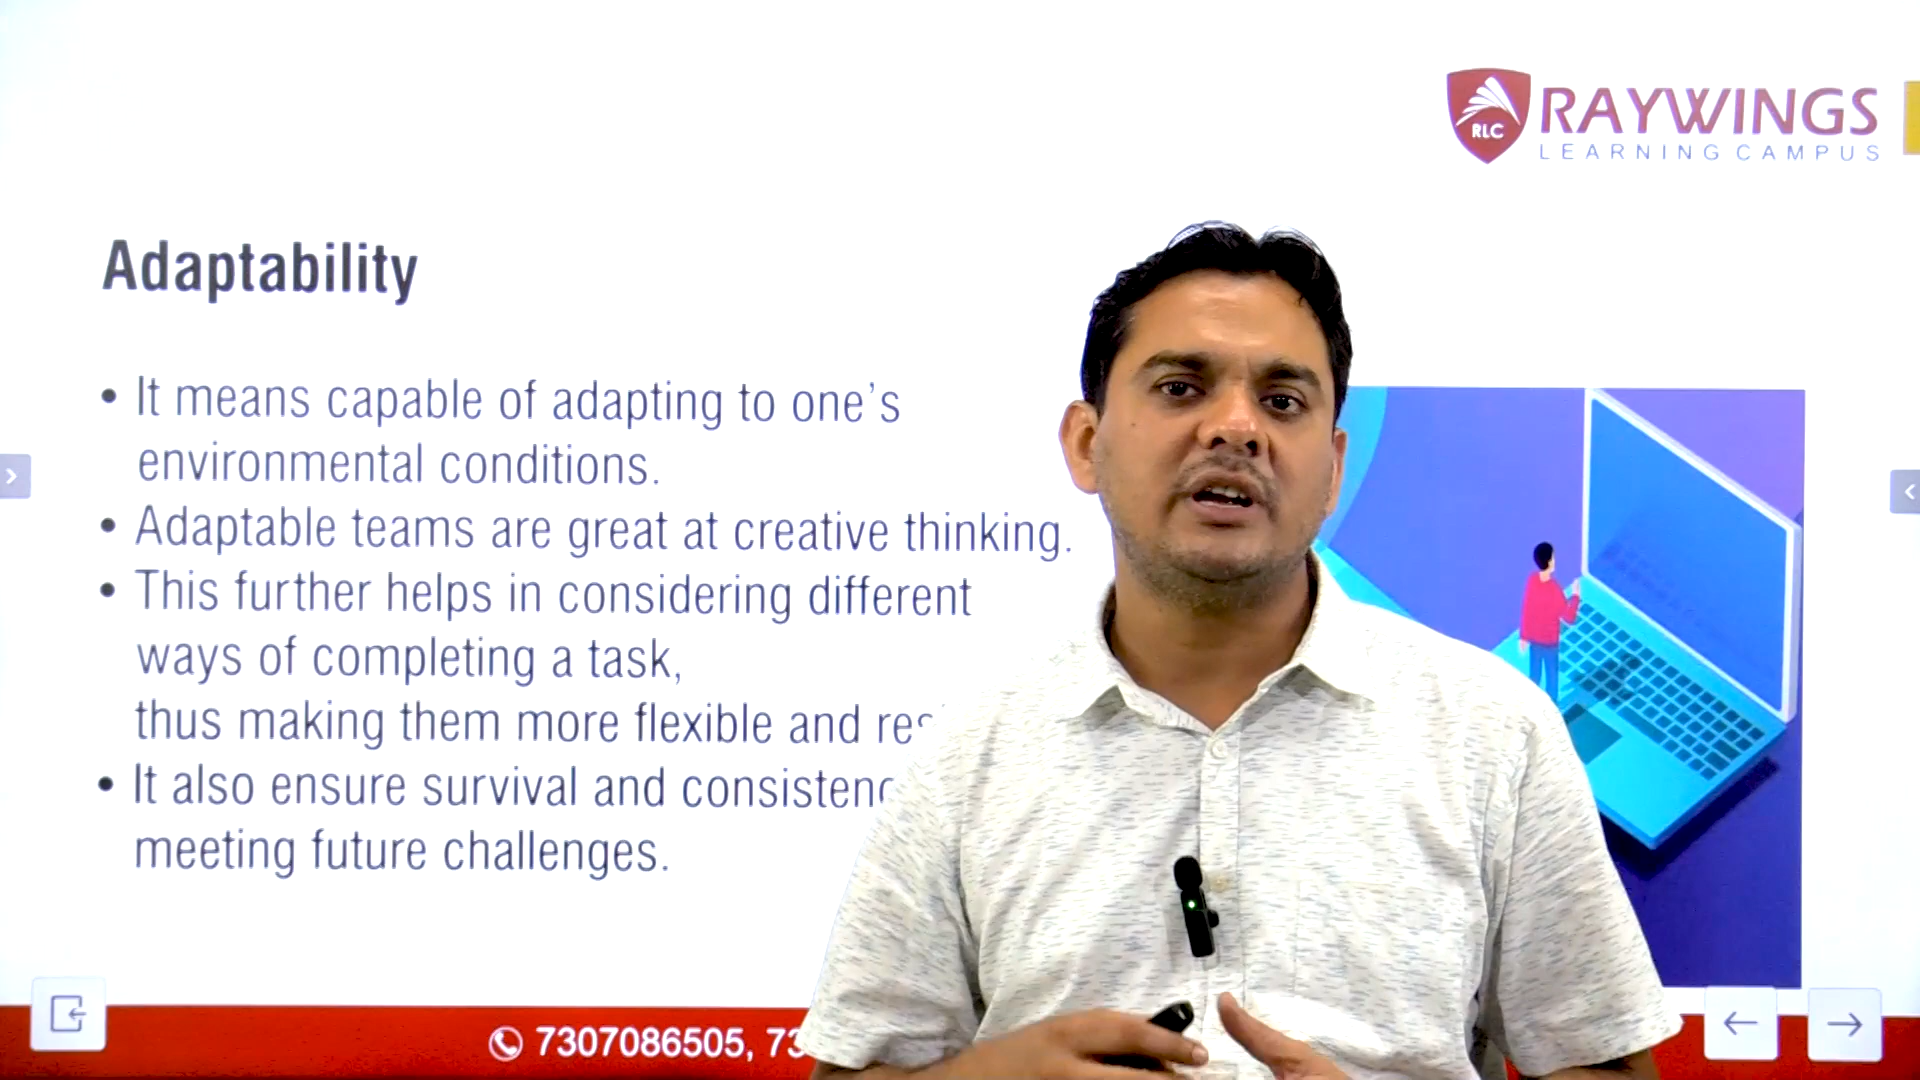 RLC
RAYWINGS
LEARNING CAMPUS
Adaptability
• It means capable of adapting to one's
environmental conditions.
• Adaptable teams are great at creative thinking.
• This further helps in considering different
ways of completing a task,
thus making them more flexible and
• It also ensure survival and
meeting future challenges.
7307086505,